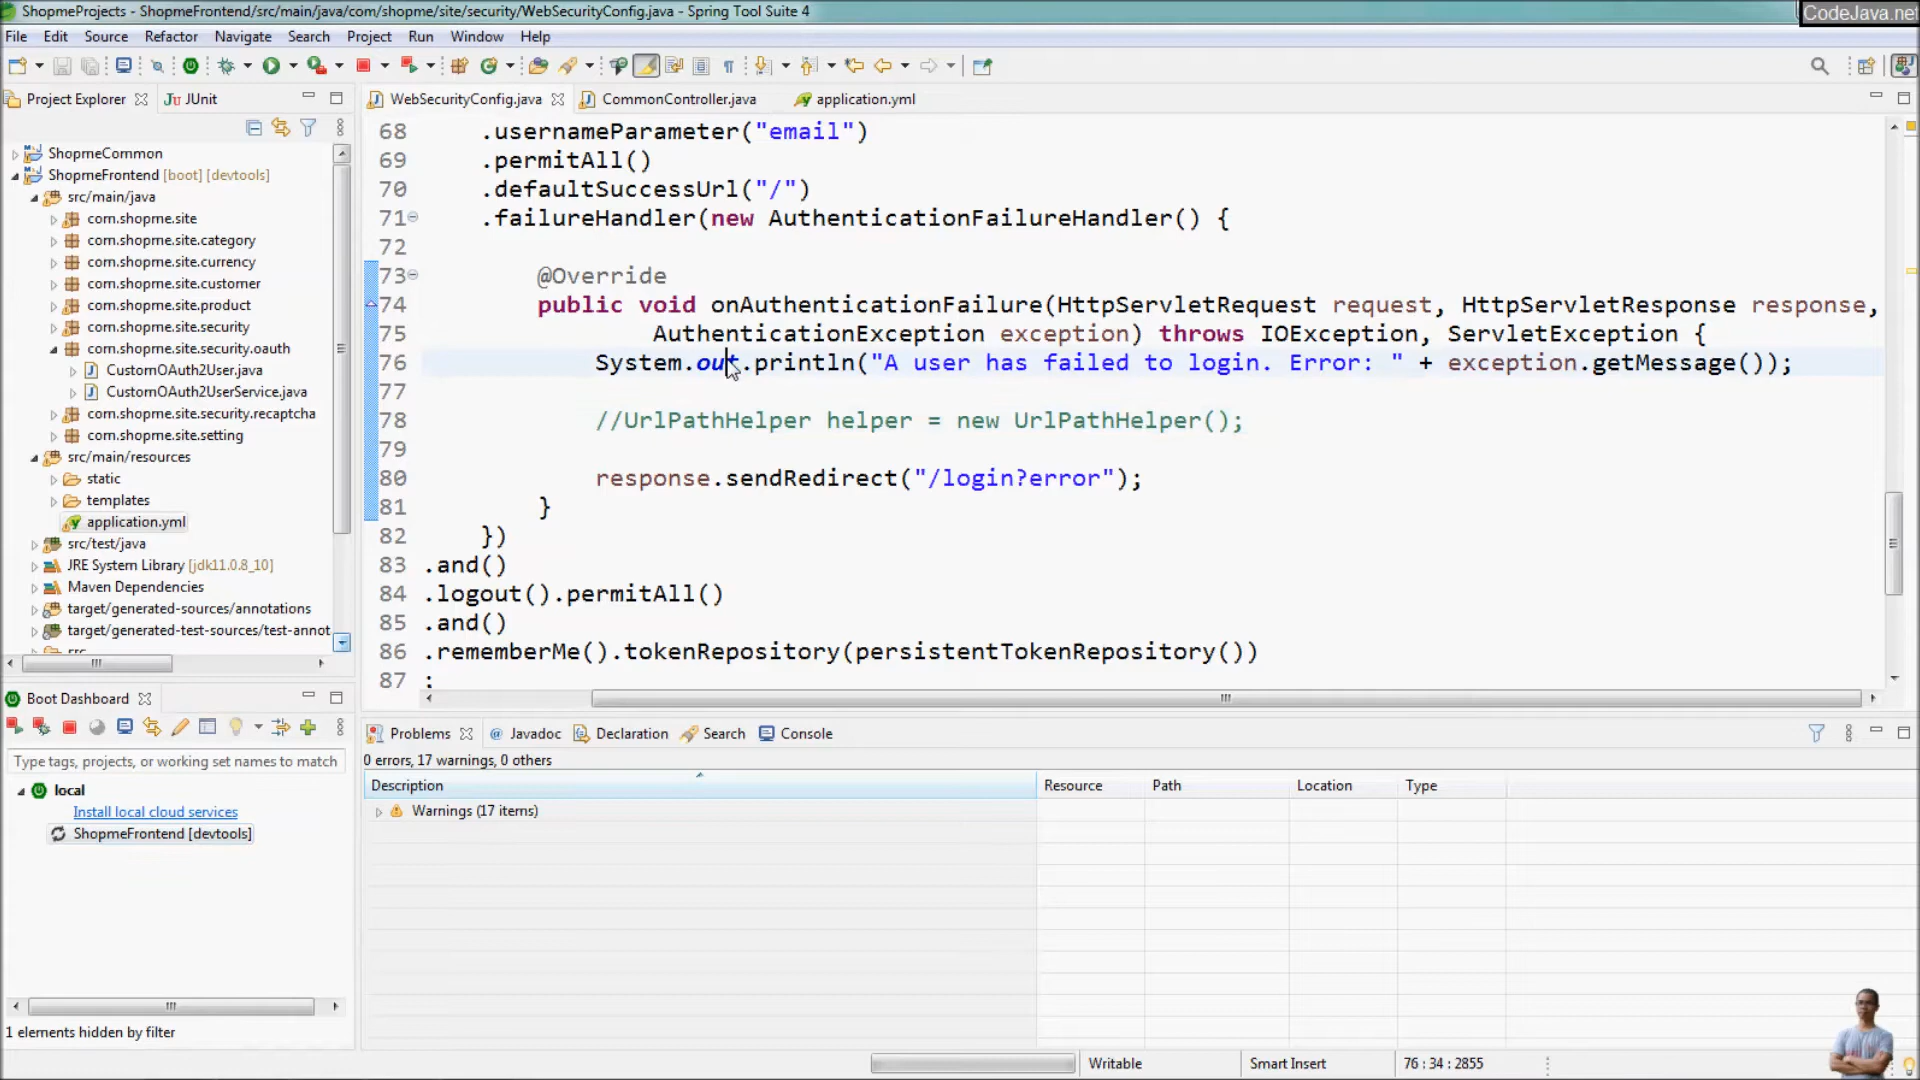 ShopmeProjects - ShopmeFrontend/src/main/java/com/shopme/site/security/WebSecurityConfig.java - Spring Tool Suite 4
CodeJava.net
File Edit Source Refactor Navigate Search Project Run Window Help
Project Explorer JUnit
WebSecurityConfig.java CommonController.java application.yml
ShopmeCommon
ShopmeFrontend [boot] [devtools]
src/main/java
com.shopme.site
com.shopme.site.category
com.shopme.site.currency
com.shopme.site.customer
com.shopme.site.product
com.shopme.site.security
com.shopme.site.security.oauth
CustomOAuth2User.java
CustomOAuth2UserService.java
com.shopme.site.security.recaptcha
com.shopme.site.setting
src/main/resources
static
templates
application.yml
src/test/java
JRE System Library [jdk11.0.8_10]
Maven Dependencies
target/generated-sources/annotations
target/generated-test-sources/test-annot
68 .usernameParameter("email")
69 .permitAll()
70 .defaultSuccessUrl("/")
71 .failureHandler(new AuthenticationFailureHandler() {
72
73 @Override
74 public void onAuthenticationFailure(HttpServletRequest request, HttpServletResponse response,
75 AuthenticationException exception) throws IOException, ServletException {
76 System.out.println("A user has failed to login. Error: " + exception.getMessage());
77
78 //UrlPathHelper helper = new UrlPathHelper();
79
80 response.sendRedirect("/login?error");
81 }
82 })
83 .and()
84 .logout().permitAll()
85 .and()
86 .rememberMe().tokenRepository(persistentTokenRepository())
87 ;
Boot Dashboard
Type tags, projects, or working set names to match
local
Install local cloud services
ShopmeFrontend [devtools]
1 elements hidden by filter
Problems @ Javadoc Declaration Search Console
0 errors, 17 warnings, 0 others
Description Resource Path Location Type
Warnings (17 items)
Writable Smart Insert 76 : 34 : 2855